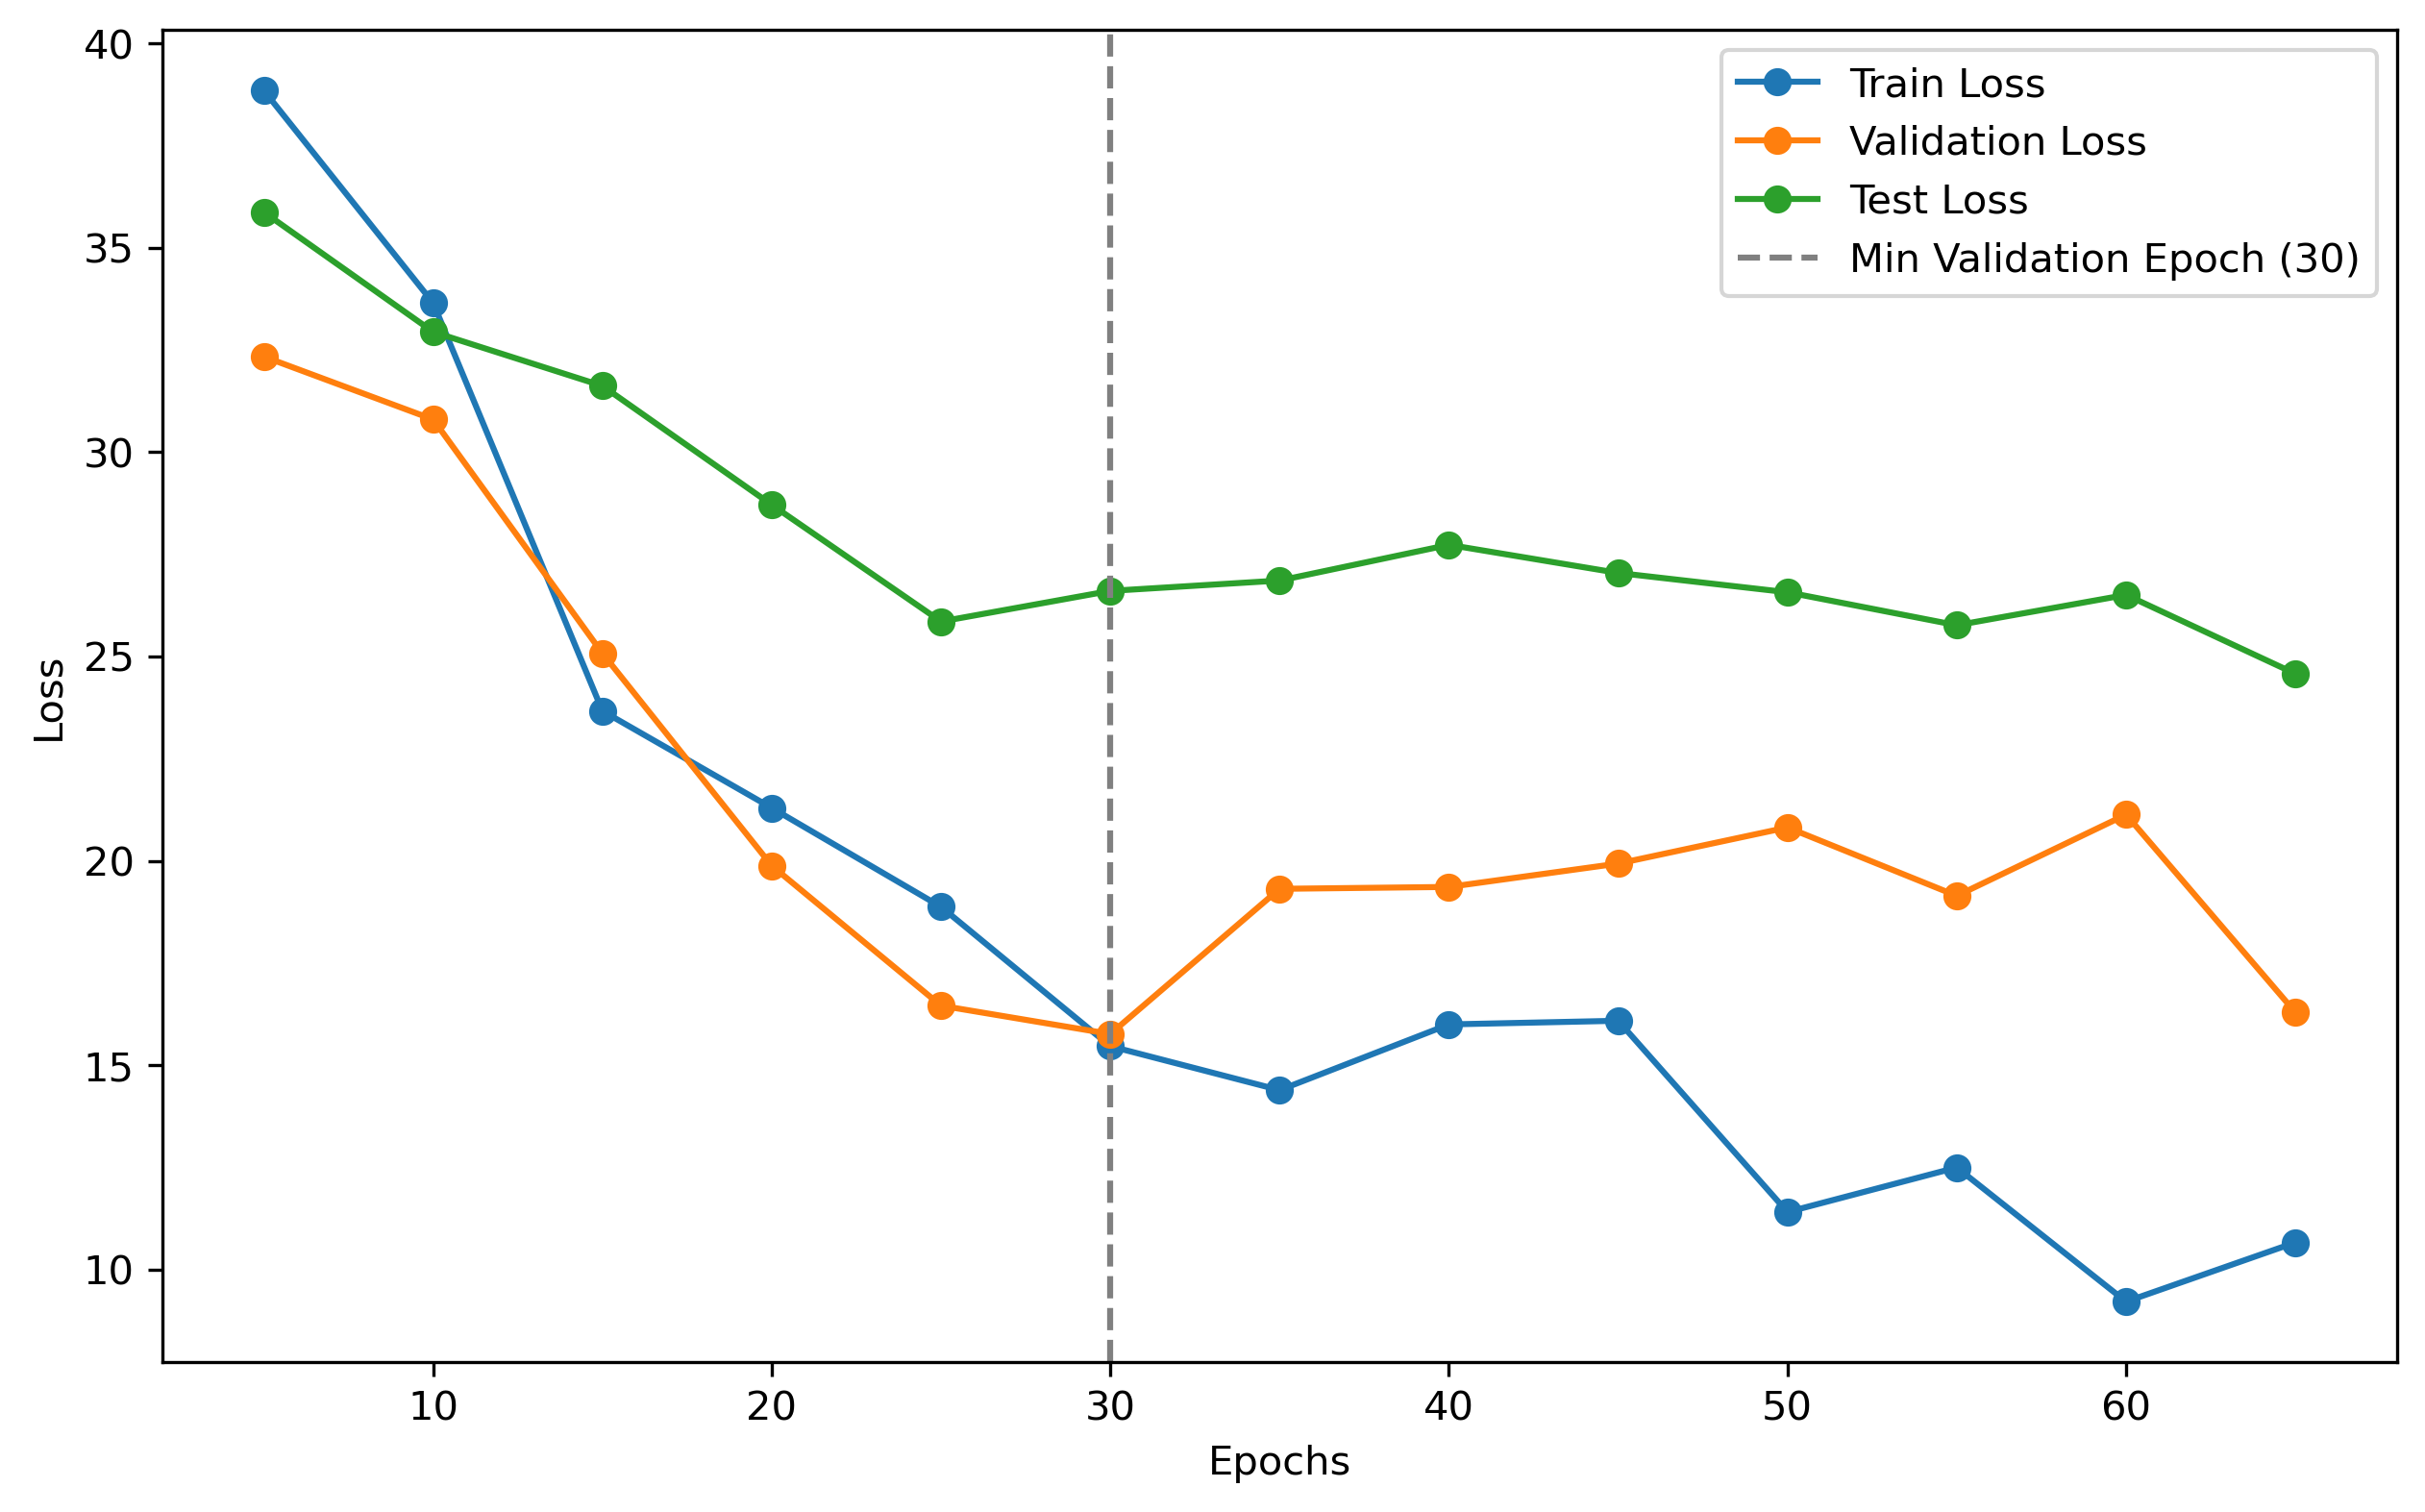 Train Loss
Validation Loss
Test Loss
Min Validation Epoch (30)
Loss
40
35
30
25
20
15
10
10 20 30 40 50 60
Epochs